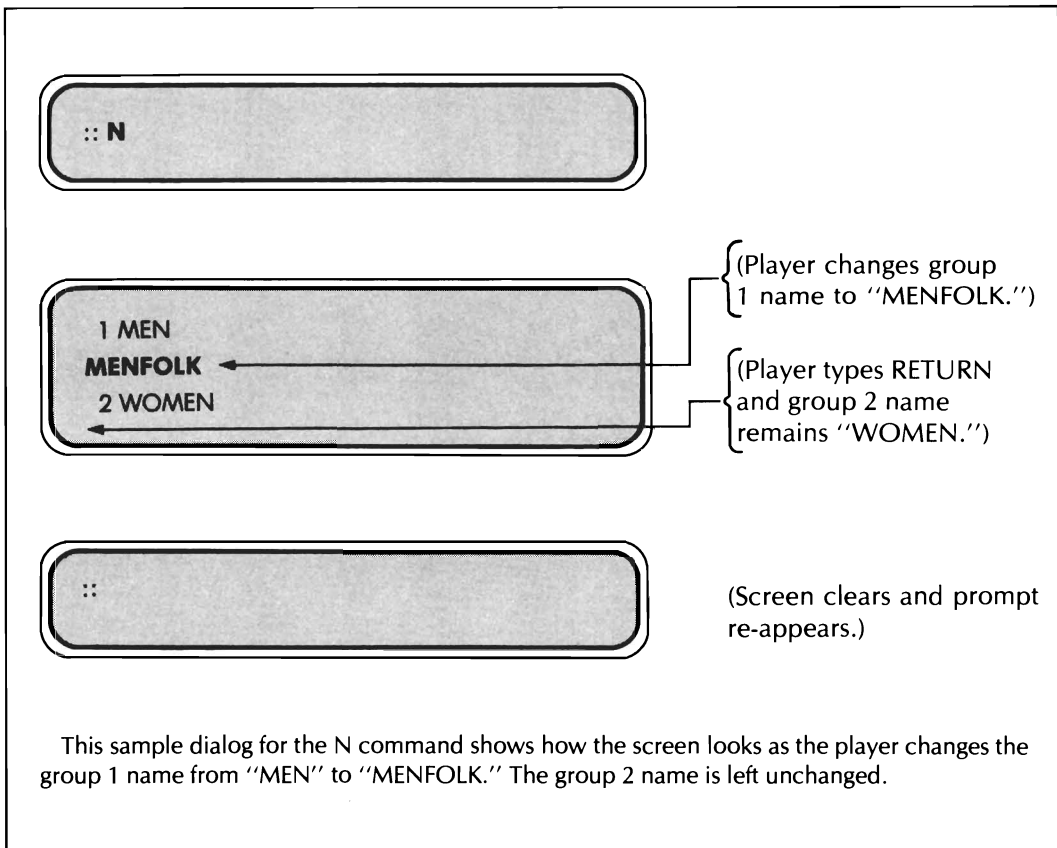 :: N
1 MEN
MENFOLK
2 WOMEN
(Player changes group
1 name to ''MENFOLK.'')
(Player types RETURN
and group 2 name
remains ''WOMEN.'')
::
(Screen clears and prompt
re-appears.)
This sample dialog for the N command shows how the screen looks as the player changes the
group 1 name from ''MEN'' to ''MENFOLK.'' The group 2 name is left unchanged.